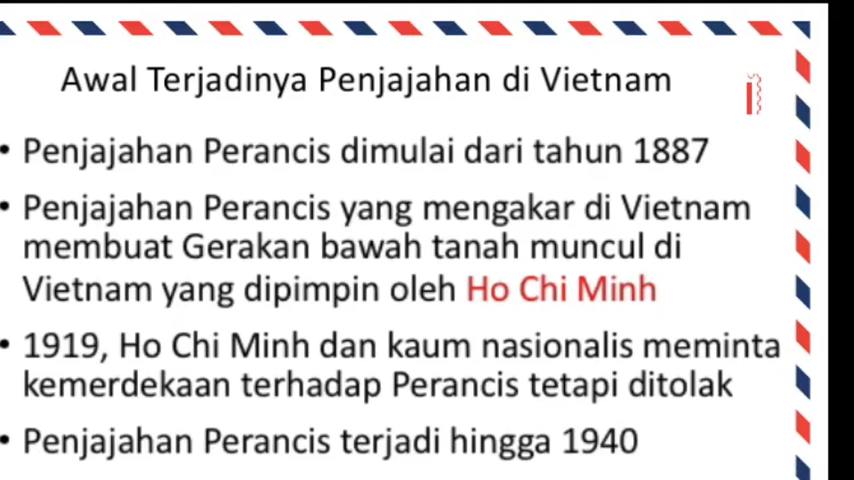 Awal Terjadinya Penjajahan di Vietnam
• Penjajahan Perancis dimulai dari tahun 1887
• Penjajahan Perancis yang mengakar di Vietnam
membuat Gerakan bawah tanah muncul di
Vietnam yang dipimpin oleh Ho Chi Minh
• 1919, Ho Chi Minh dan kaum nasionalis meminta
kemerdekaan terhadap Perancis tetapi ditolak
• Penjajahan Perancis terjadi hingga 1940